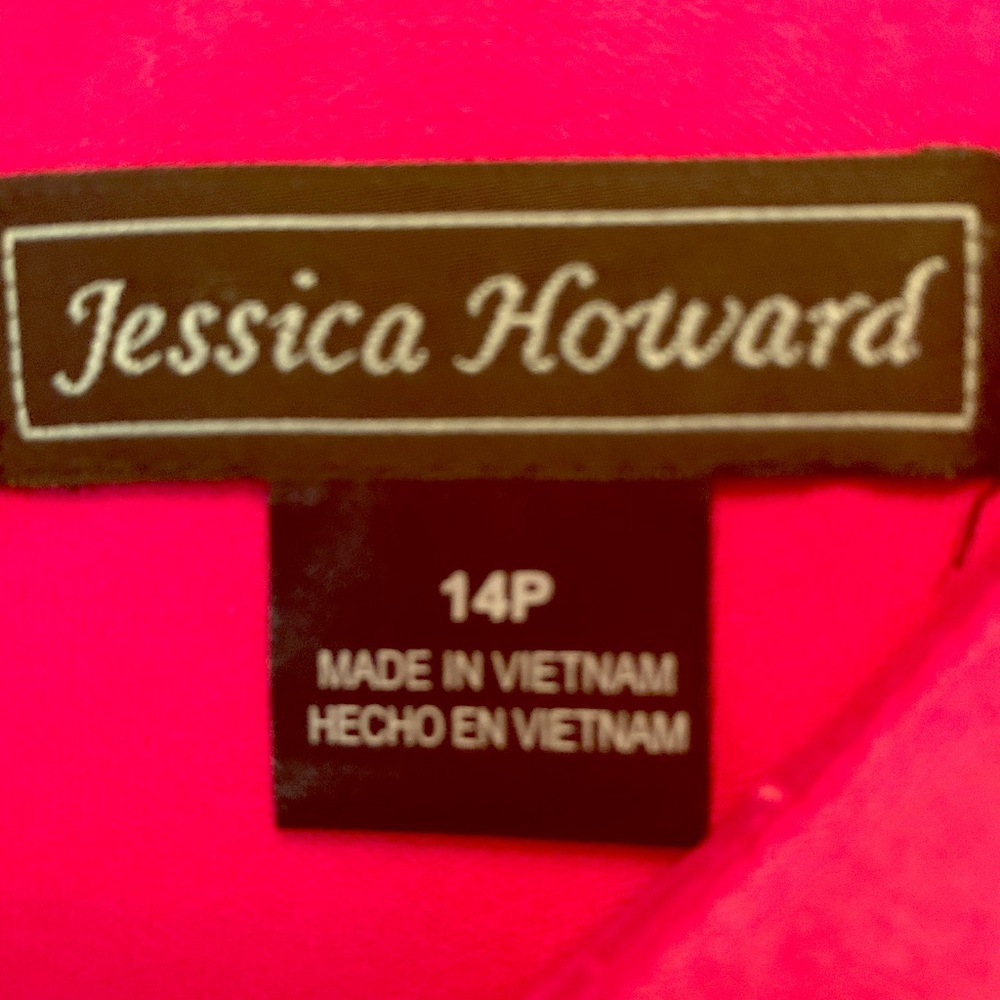 Jessica Howard
14P
MADE IN VIETNAM
HECHO EN VIETNAM